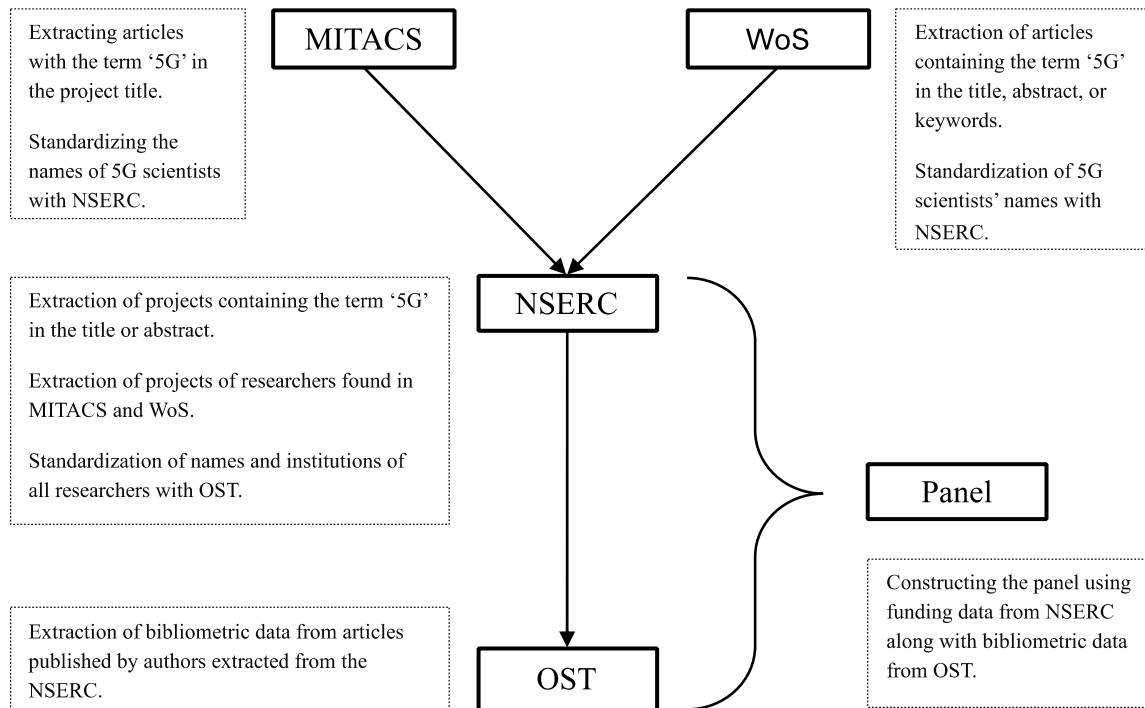 Extracting articles
with the term ‘5G’ in
the project title.
Standardizing the
names of 5G scientists
with NSERC.
MITACS
WoS
Extraction of articles
containing the term ‘5G’
in the title, abstract, or
keywords.
Standardization of 5G
scientists’ names with
NSERC.
Extraction of projects containing the term ‘5G’
in the title or abstract.
Extraction of projects of researchers found in
MITACS and WoS.
Standardization of names and institutions of
all researchers with OST.
NSERC
Panel
Constructing the panel using
funding data from NSERC
along with bibliometric data
from OST.
Extraction of bibliometric data from articles
published by authors extracted from the
NSERC.
OST